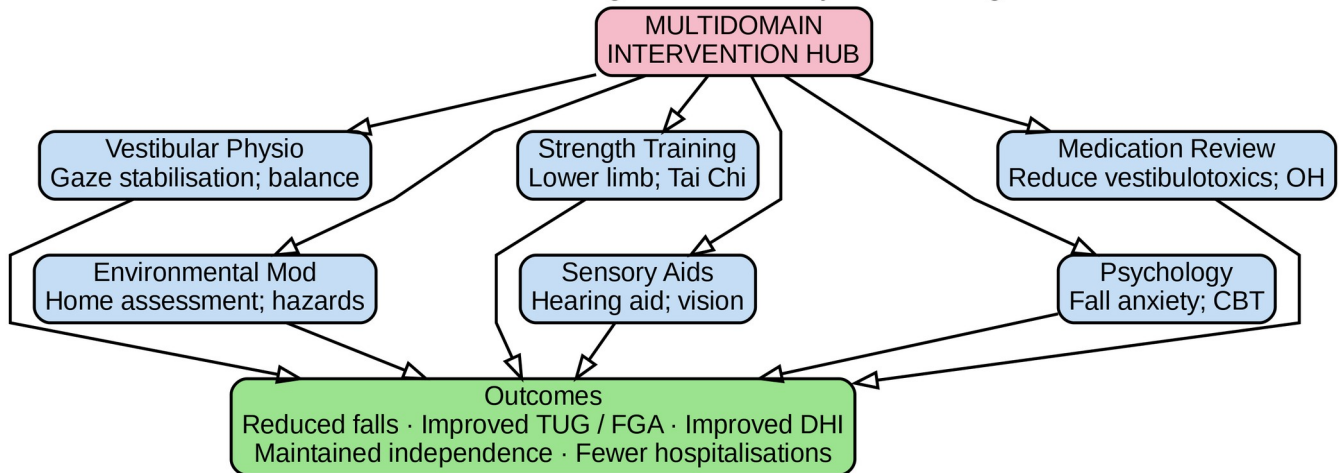 MULTIDOMAIN
INTERVENTION HUB
Vestibular Physio
Gaze stabilisation; balance
Strength Training
Lower limb; Tai Chi
Medication Review
Reduce vestibulotoxics; OH
Environmental Mod
Home assessment; hazards
Sensory Aids
Hearing aid; vision
Psychology
Fall anxiety; CBT
Outcomes
Reduced falls · Improved TUG / FGA · Improved DHI
Maintained independence · Fewer hospitalisations